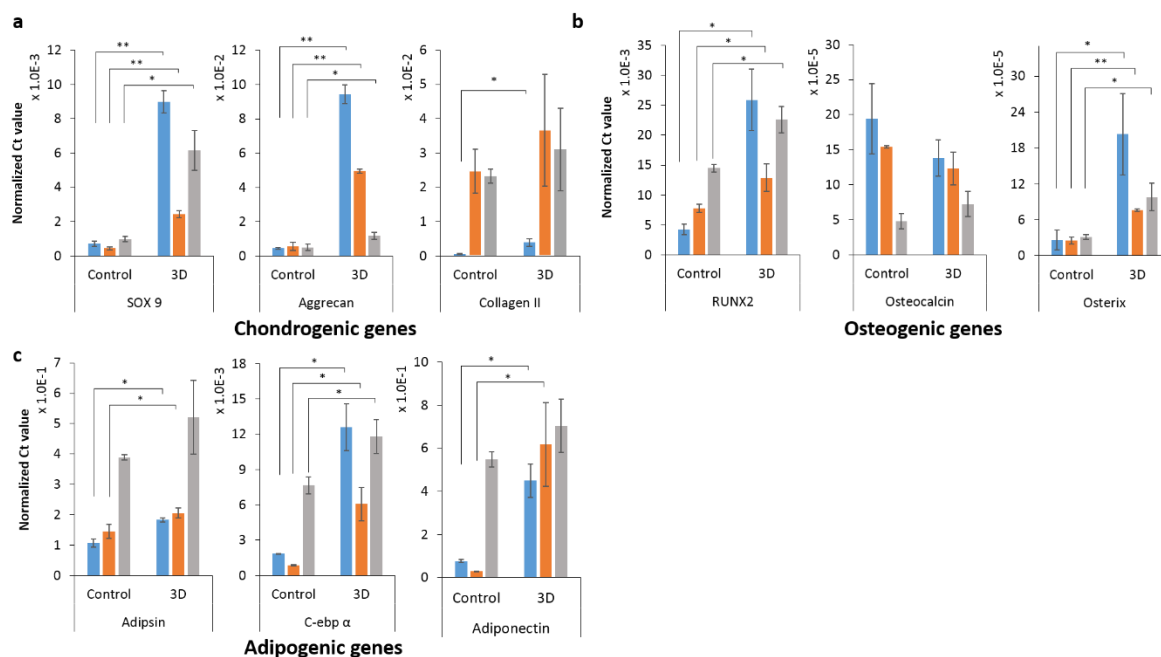 a
Normalized Ct value
x 1.0E-3
12
10
8
6
4
2
0
**
**
*
Control 3D
SOX 9
x 1.0E-2
12
10
8
6
4
2
0
**
**
*
Control 3D
Aggrecan
x 1.0E-2
6
5
4
3
2
1
0
*
Control 3D
Collagen II
Chondrogenic genes
b
Normalized Ct value
x 1.0E-3
35
30
25
20
15
10
5
0
*
*
*
Control 3D
RUNX2
x 1.0E-5
30
25
20
15
10
5
0
Control 3D
Osteocalcin
x 1.0E-5
30
24
18
12
6
0
*
**
*
Control 3D
Osterix
Osteogenic genes
c
Normalized Ct value
x 1.0E-1
7
6
5
4
3
2
1
0
*
*
Control 3D
Adipsin
x 1.0E-3
18
15
12
9
6
3
0
*
*
*
Control 3D
C-ebp α
x 1.0E-1
10
8
6
4
2
0
*
*
Control 3D
Adiponectin
Adipogenic genes